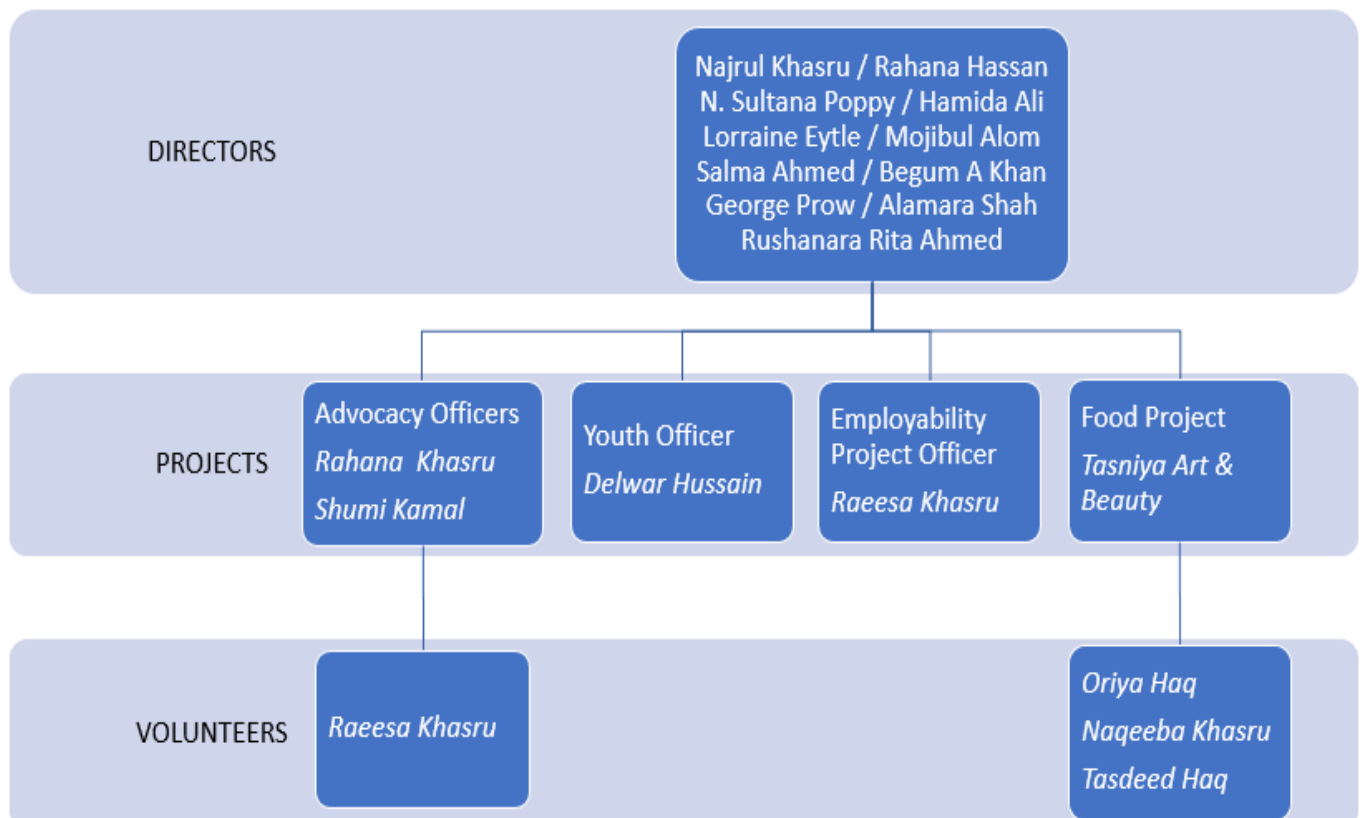 DIRECTORS
Najrul Khasru / Rahana Hassan
N. Sultana Poppy / Hamida Ali
Lorraine Eytle / Mojibul Alom
Salma Ahmed / Begum A Khan
George Prow / Alamara Shah
Rushanara Rita Ahmed
PROJECTS
Advocacy Officers
Rahana Khasru
Shumi Kamal
Youth Officer
Delwar Hussain
Employability
Project Officer
Raeesa Khasru
Food Project
Tasniya Art &
Beauty
VOLUNTEERS
Raeesa Khasru
Oriya Haq
Naqeeba Khasru
Tasdeed Haq